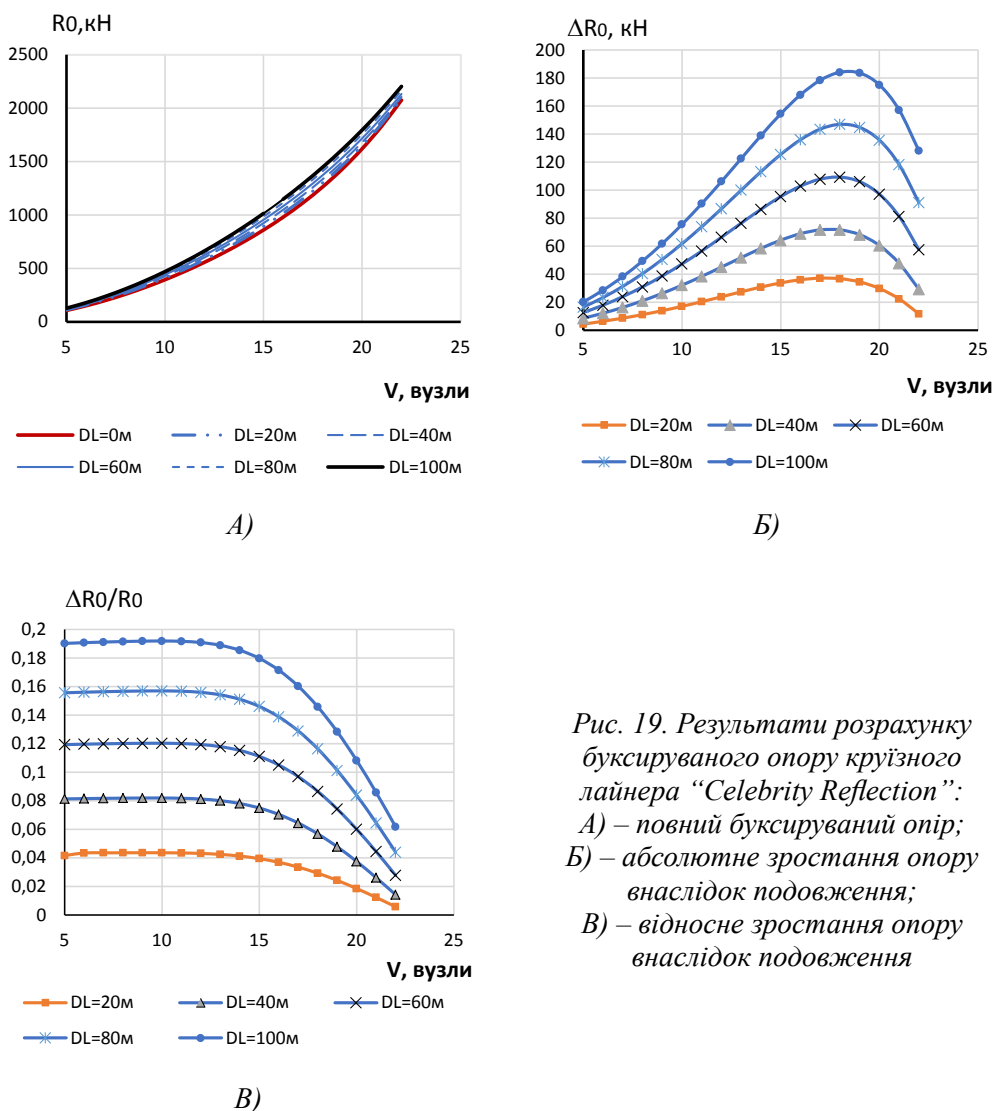 R0,кН
2500
2000
1500
1000
500
0
5 10 15 20 25
V, вузли
DL=0м DL=20м DL=40м
DL=60м DL=80м DL=100м
А)
ΔR0, кН
200
180
160
140
120
100
80
60
40
20
0
5 10 15 20 25
V, вузли
DL=20м DL=40м DL=60м
DL=80м DL=100м
Б)
ΔR0/R0
0,2
0,18
0,16
0,14
0,12
0,1
0,08
0,06
0,04
0,02
0
5 10 15 20 25
V, вузли
DL=20м DL=40м DL=60м
DL=80м DL=100м
В)
Рис. 19. Результати розрахунку
буксируваного опору круїзного
лайнера “Celebrity Reflection”:
А) – повний буксируваний опір;
Б) – абсолютне зростання опору
внаслідок подовження;
В) – відносне зростання опору
внаслідок подовження